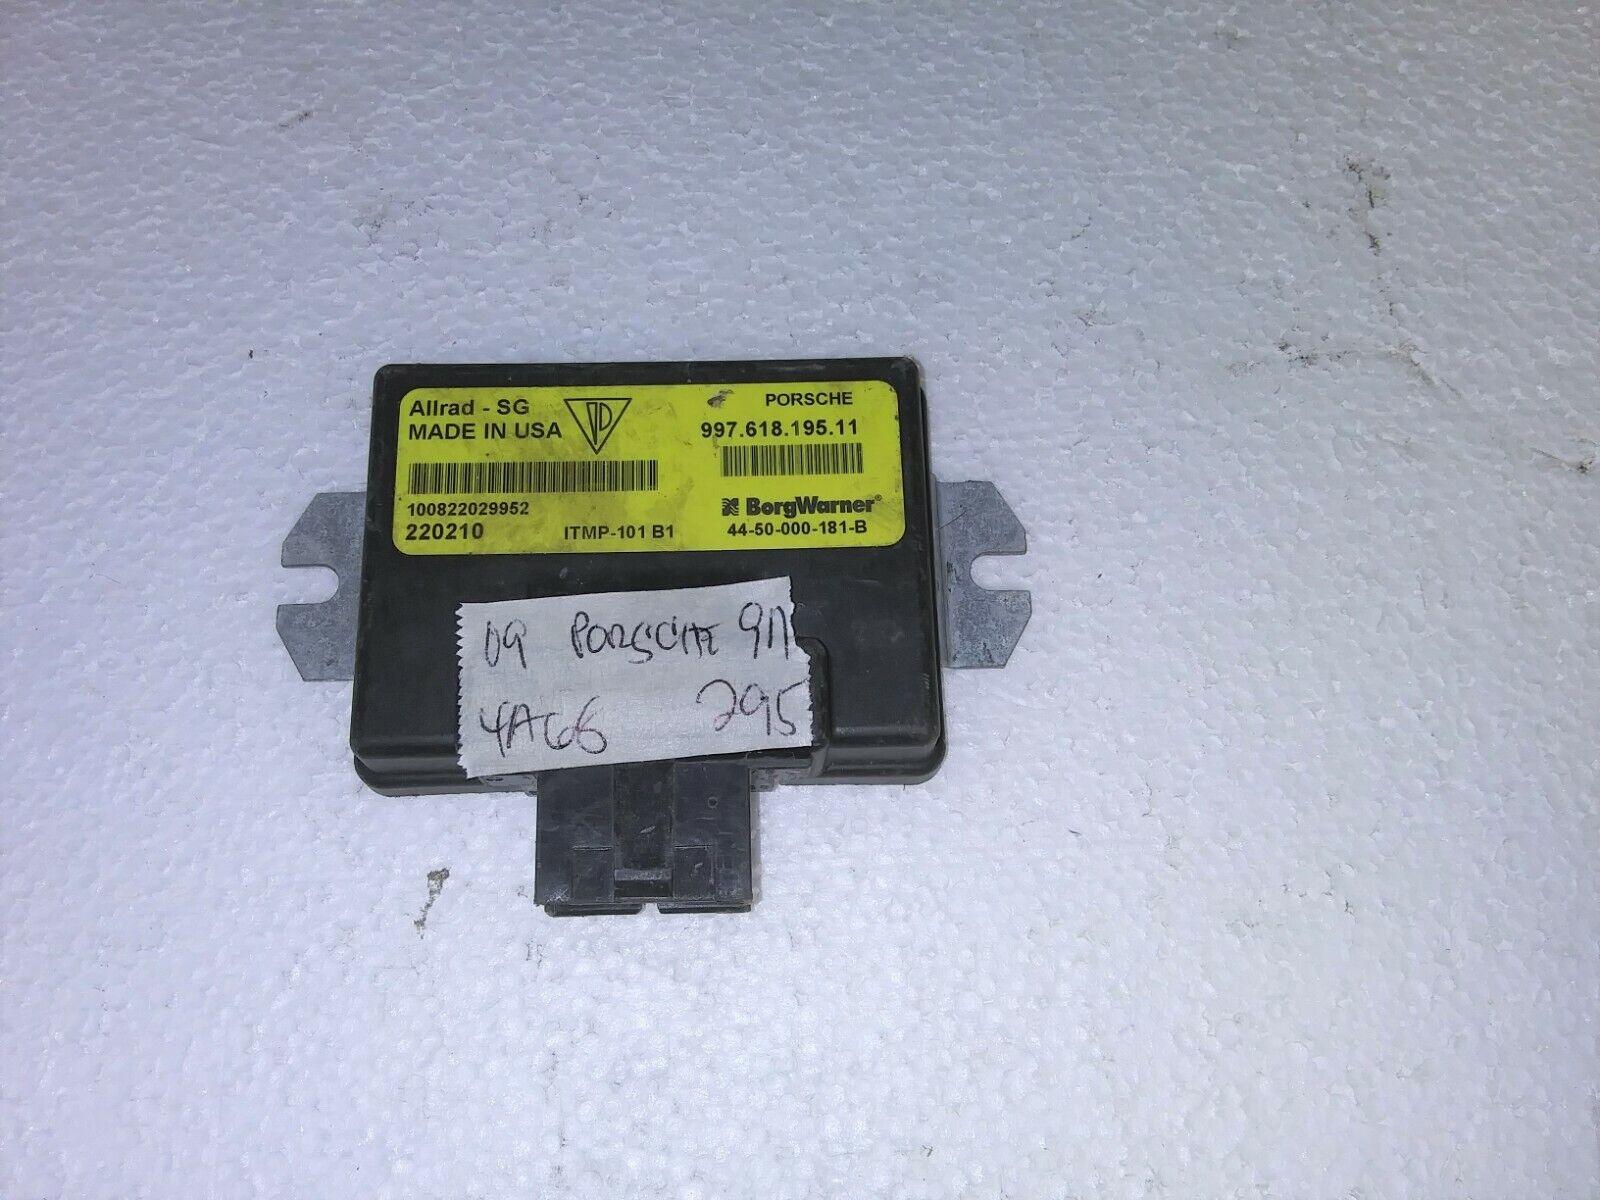 Allrad - SG
MADE IN USA
PORSCHE
997.618.195.11
100822029952
220210
ITMP-101 B1
BorgWarner®
44-50-000-181-B
09 PORSCHE 911
4A66 295